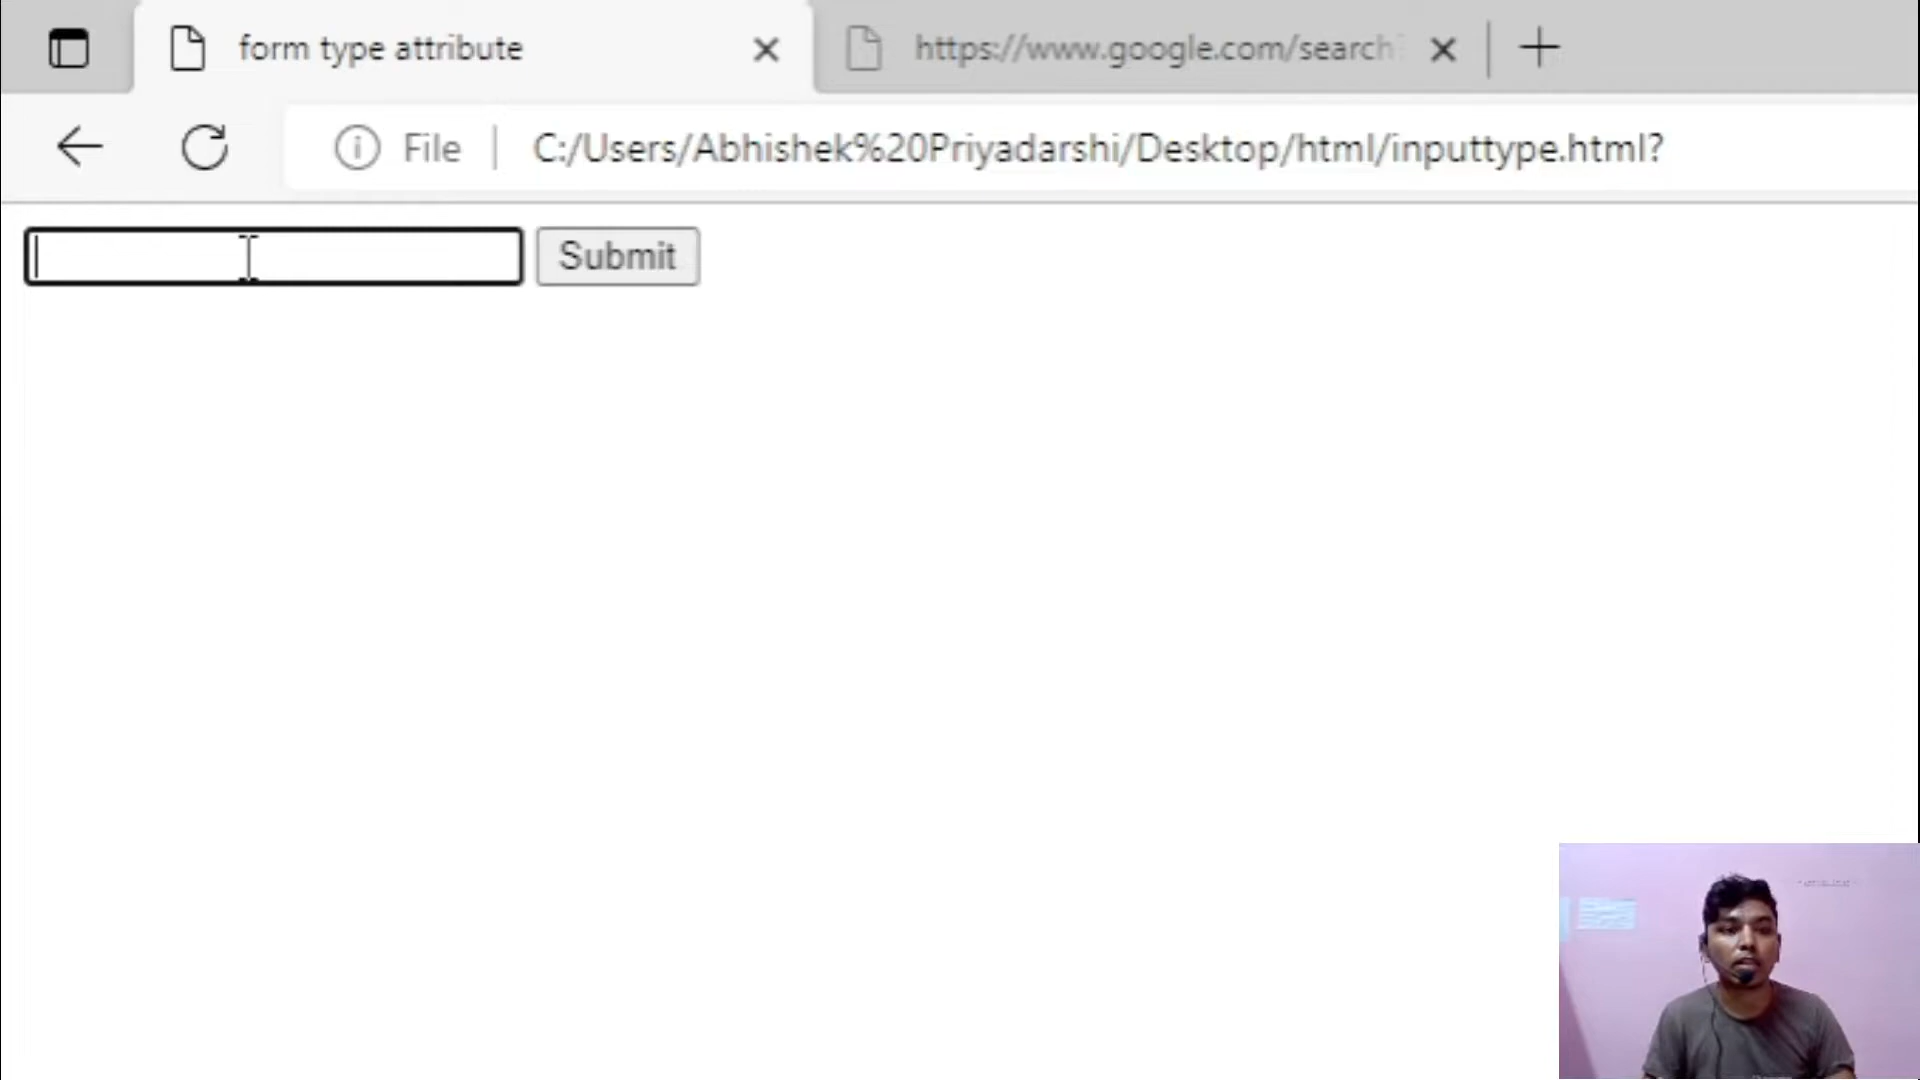 form type attribute
https://www.google.com/search
File
C:/Users/Abhishek%20Priyadarshi/Desktop/html/inputtype.html?
Submit